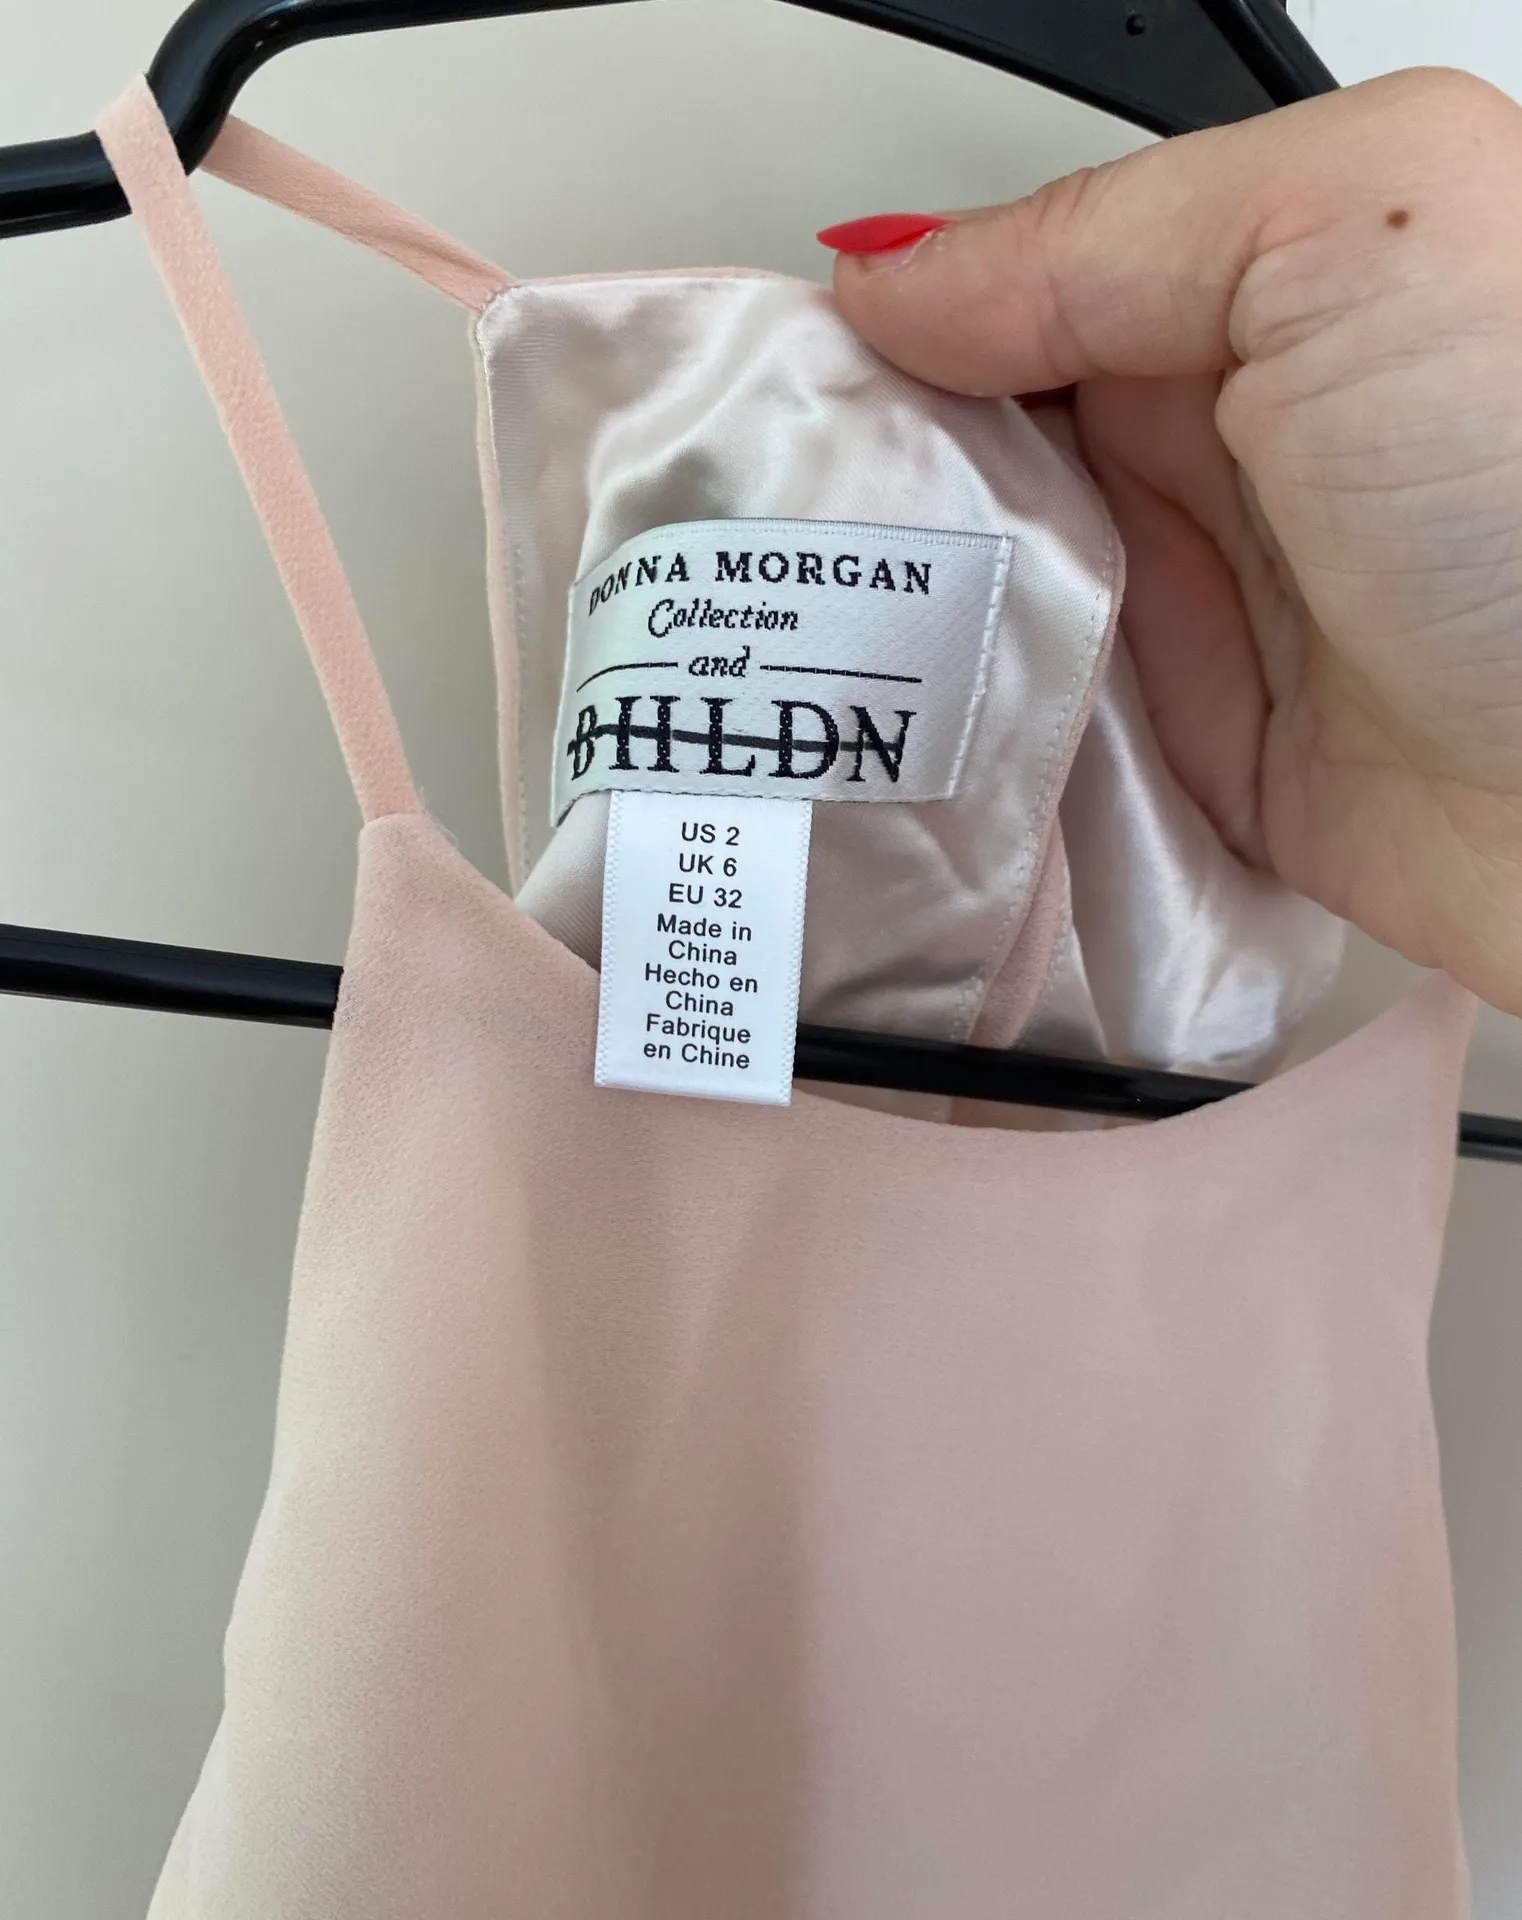 DONNA MORGAN
Collection
and
BHLDN
US 2
UK 6
EU 32
Made in
China
Hecho en
China
Fabrique
en Chine